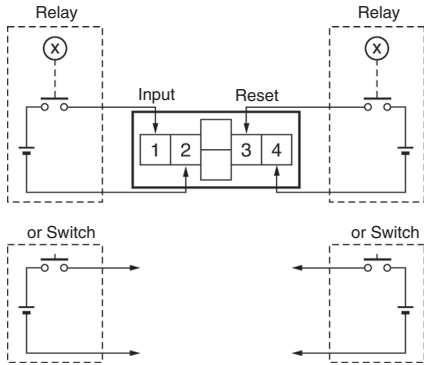 Relay
Relay
X
X
Input
Reset
1 2 3 4
or Switch
or Switch